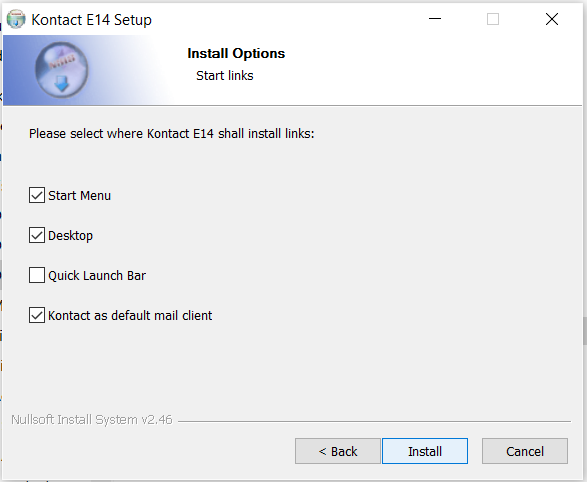 Kontact E14 Setup
Install Options
Start links
Please select where Kontact E14 shall install links:
Start Menu
Desktop
Quick Launch Bar
Kontact as default mail client
Nullsoft Install System v2.46
< Back
Install
Cancel